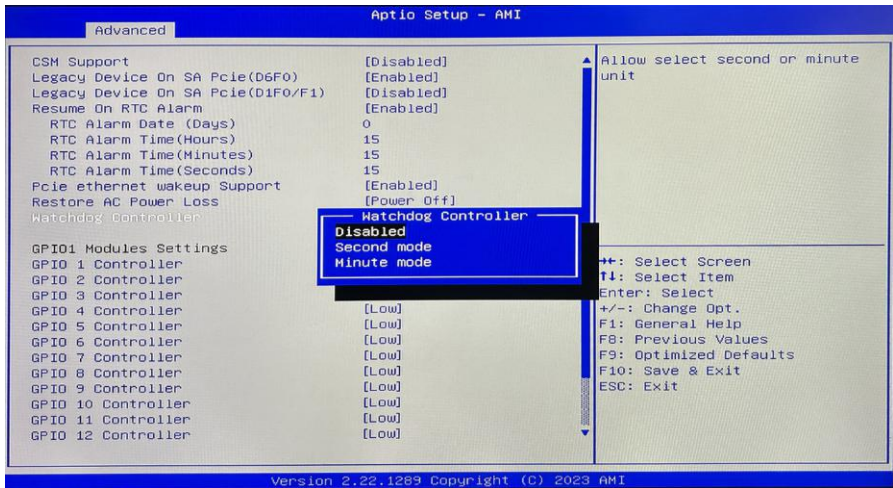 Aptio Setup - AMI
Advanced
CSM Support [Disabled]
Legacy Device On SA Pcie(D6F0) [Enabled]
Legacy Device On SA Pcie(D1F0/F1) [Disabled]
Resume On RTC Alarm [Enabled]
RTC Alarm Date (Days) 0
RTC Alarm Time(Hours) 15
RTC Alarm Time(Minutes) 15
RTC Alarm Time(Seconds) 15
Pcie ethernet wakeup Support [Enabled]
Restore AC Power Loss [Power Off]
Watchdog Controller
GPIO1 Modules Settings
GPIO 1 Controller
GPIO 2 Controller
GPIO 3 Controller
GPIO 4 Controller [Low]
GPIO 5 Controller [Low]
GPIO 6 Controller [Low]
GPIO 7 Controller [Low]
GPIO 8 Controller [Low]
GPIO 9 Controller [Low]
GPIO 10 Controller [Low]
GPIO 11 Controller [Low]
GPIO 12 Controller [Low]
Watchdog Controller
Disabled
Second mode
Minute mode
Allow select second or minute
unit
→←: Select Screen
↑↓: Select Item
Enter: Select
+/-: Change Opt.
F1: General Help
F8: Previous Values
F9: Optimized Defaults
F10: Save & Exit
ESC: Exit
Version 2.22.1289 Copyright (C) 2023 AMI